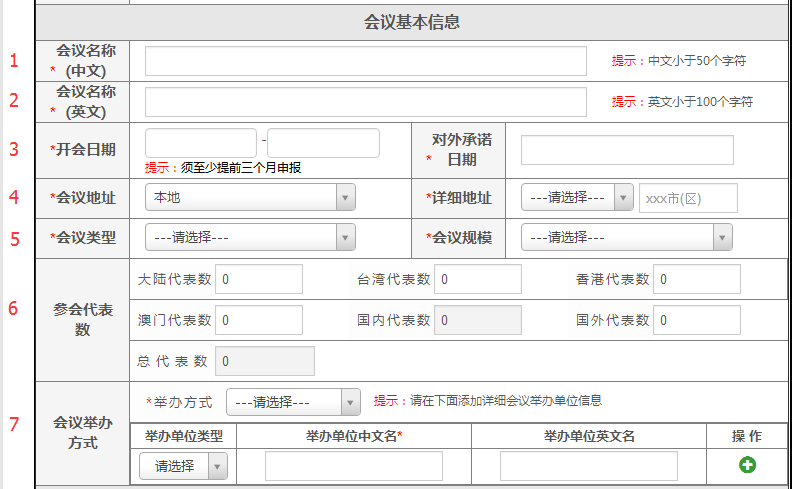 会议基本信息
1
会议名称
* (中文)
提示：中文小于50个字符
2
会议名称
* (英文)
提示：英文小于100个字符
3
*开会日期
-
提示：须至少提前三个月申报
对外承诺
* 日期
4
*会议地址
本地
*详细地址
---请选择---
xxx市(区)
5
*会议类型
---请选择---
*会议规模
---请选择---
6
参会代表
数
大陆代表数 0
台湾代表数 0
香港代表数 0
澳门代表数 0
国内代表数 0
国外代表数 0
总代表数 0
7
会议举办
方式
*举办方式
---请选择---
提示：请在下面添加详细会议举办单位信息
举办单位类型
举办单位中文名*
举办单位英文名
操 作
请选择